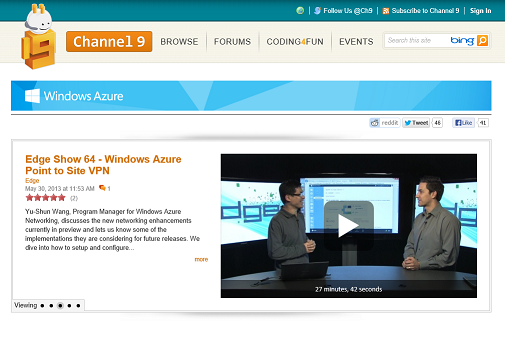 Follow Us @Ch9 Subscribe to Channel 9 Sign In
9 Channel 9 BROWSE FORUMS CODING4FUN EVENTS Search this site bing
Windows Azure
reddit Tweet 46 Like 41
Edge Show 64 - Windows Azure
Point to Site VPN
Edge
May 30, 2013 at 11:53 AM 1
(2)
Yu-Shun Wang, Program Manager for Windows Azure
Networking, discusses the new networking enhancements
currently in preview and lets us know some of the
implementations they are considering for future releases. We
dive into how to setup and configure...
more
27 minutes, 42 seconds
Viewing